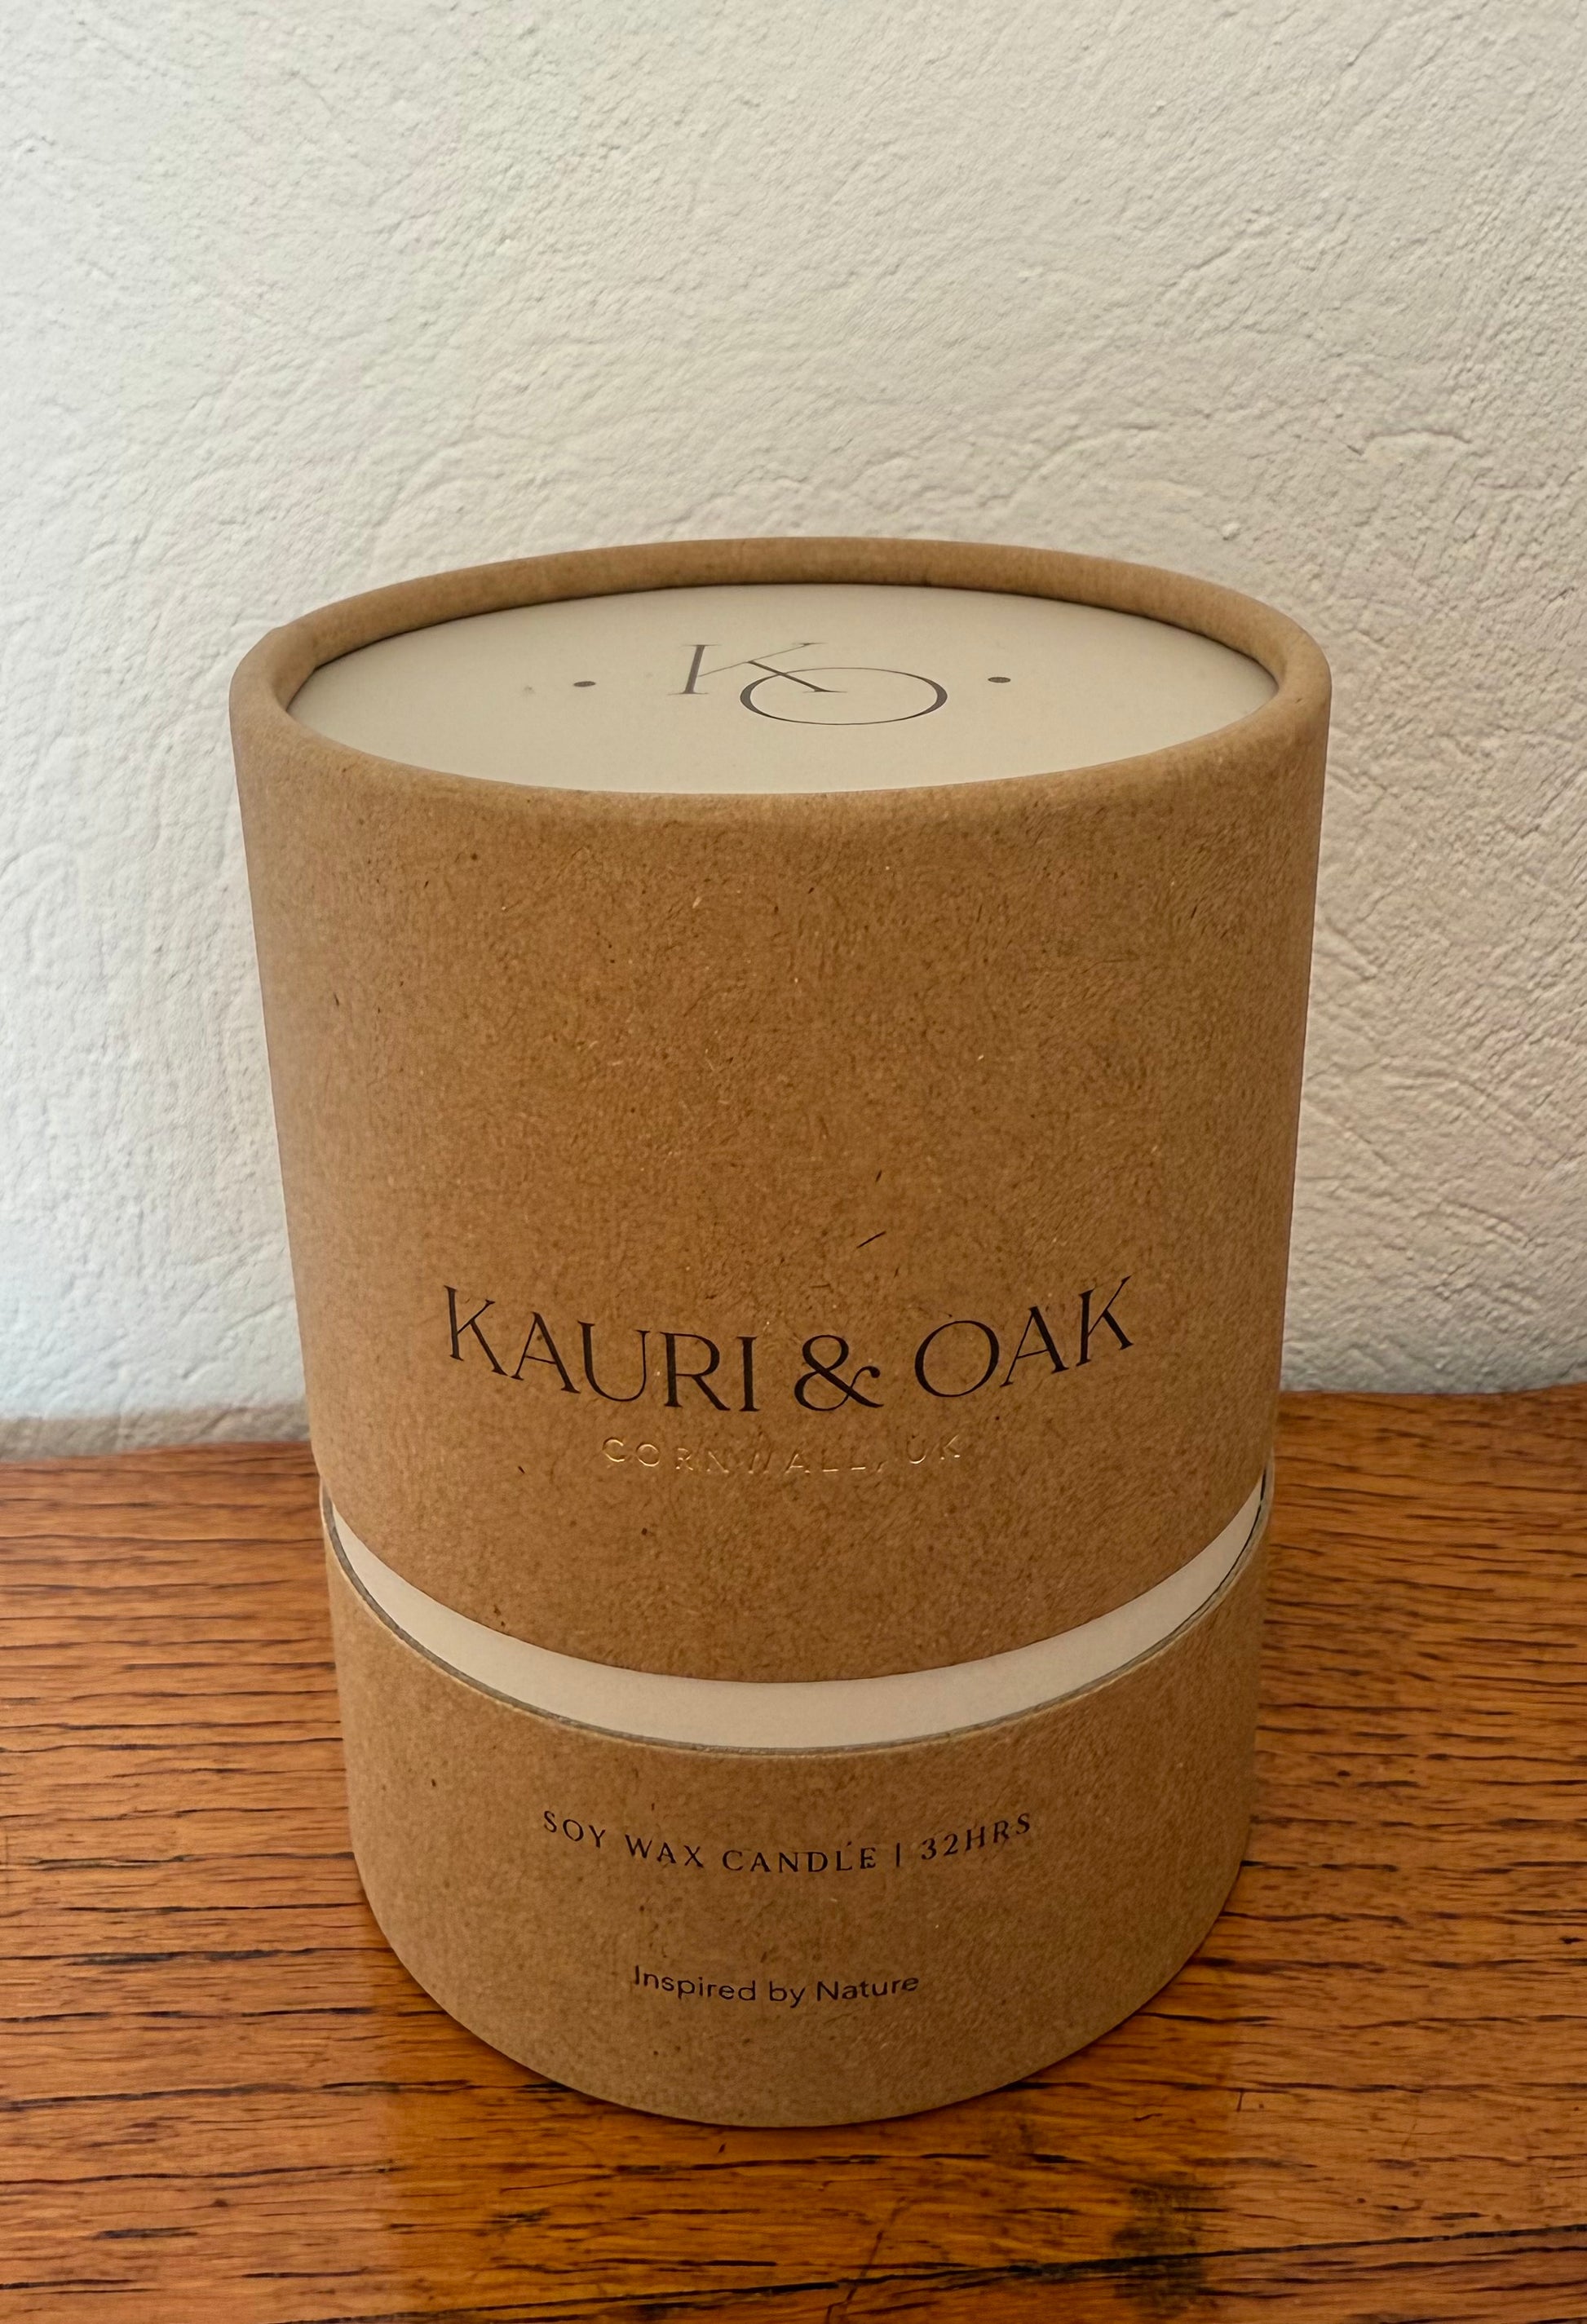 KO
KAURI & OAK
CORNWALL, UK
SOY WAX CANDLE | 32HRS
Inspired by Nature